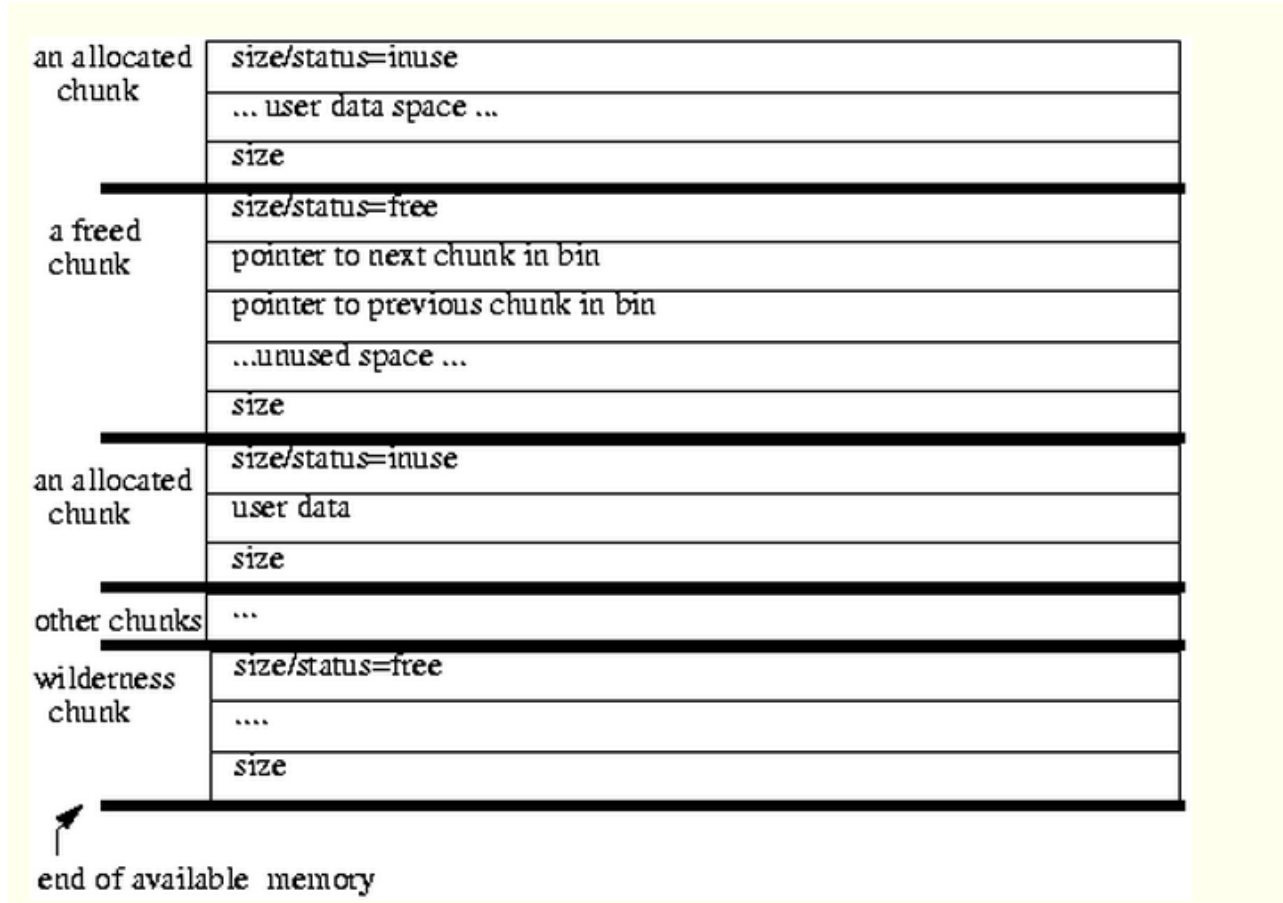 an allocated
chunk
size/status=inuse
... user data space ...
size
a freed
chunk
size/status=free
pointer to next chunk in bin
pointer to previous chunk in bin
...unused space ...
size
an allocated
chunk
size/status=inuse
user data
size
other chunks
...
wilderness
chunk
size/status=free
....
size
end of available memory